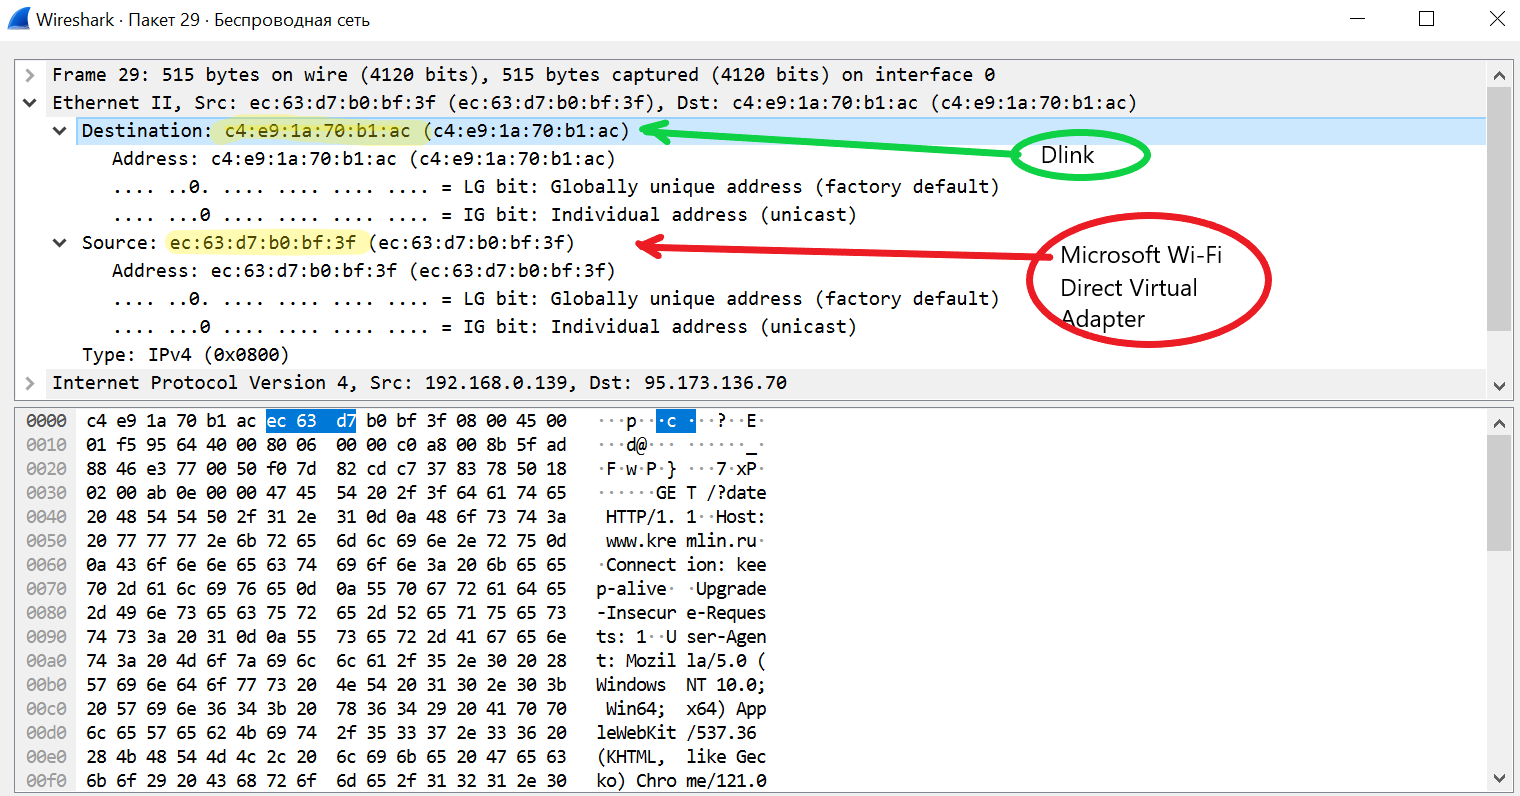 Wireshark · Пакет 29 · Беспроводная сеть
Frame 29: 515 bytes on wire (4120 bits), 515 bytes captured (4120 bits) on interface 0
Ethernet II, Src: ec:63:d7:b0:bf:3f (ec:63:d7:b0:bf:3f), Dst: c4:e9:1a:70:b1:ac (c4:e9:1a:70:b1:ac)
Destination: c4:e9:1a:70:b1:ac (c4:e9:1a:70:b1:ac)
Address: c4:e9:1a:70:b1:ac (c4:e9:1a:70:b1:ac)
Dlink
.... ..0. .... .... .... .... = LG bit: Globally unique address (factory default)
.... ...0 .... .... .... .... = IG bit: Individual address (unicast)
Source: ec:63:d7:b0:bf:3f (ec:63:d7:b0:bf:3f)
Address: ec:63:d7:b0:bf:3f (ec:63:d7:b0:bf:3f)
.... ..0. .... .... .... .... = LG bit: Globally unique address (factory default)
.... ...0 .... .... .... .... = IG bit: Individual address (unicast)
Microsoft Wi-Fi
Direct Virtual
Adapter
Type: IPv4 (0x0800)
Internet Protocol Version 4, Src: 192.168.0.139, Dst: 95.173.136.70
0000 c4 e9 1a 70 b1 ac ec 63 d7 b0 bf 3f 08 00 45 00 ···p···c ···?··E·
0010 01 f5 95 64 40 00 80 06 00 00 c0 a8 00 8b 5f ad ···d@··· ······_·
0020 88 46 e3 77 00 50 f0 7d 82 cd c7 37 83 78 50 18 ·F·w·P·} ···7·xP·
0030 02 00 ab 0e 00 00 47 45 54 20 2f 3f 64 61 74 65 ······GE T /?date
0040 20 48 54 54 50 2f 31 2e 31 0d 0a 48 6f 73 74 3a HTTP/1. 1··Host:
0050 20 77 77 77 2e 6b 72 65 6d 6c 69 6e 2e 72 75 0d www.kre mlin.ru·
0060 0a 43 6f 6e 6e 65 63 74 69 6f 6e 3a 20 6b 65 65 ·Connect ion: kee
0070 70 2d 61 6c 69 76 65 0d 0a 55 70 67 72 61 64 65 p-alive· ·Upgrade
0080 2d 49 6e 73 65 63 75 72 65 2d 52 65 71 75 65 73 -Insecur e-Reques
0090 74 73 3a 20 31 0d 0a 55 73 65 72 2d 41 67 65 6e ts: 1··U ser-Agen
00a0 74 3a 20 4d 6f 7a 69 6c 6c 61 2f 35 2e 30 20 28 t: Mozil la/5.0 (
00b0 57 69 6e 64 6f 77 73 20 4e 54 20 31 30 2e 30 3b Windows NT 10.0;
00c0 20 57 69 6e 36 34 3b 20 78 36 34 29 20 41 70 70 Win64; x64) App
00d0 6c 65 57 65 62 4b 69 74 2f 35 33 37 2e 33 36 20 leWebKit /537.36
00e0 28 4b 48 54 4d 4c 2c 20 6c 69 6b 65 20 47 65 63 (KHTML, like Gec
00f0 6b 6f 29 20 43 68 72 6f 6d 65 2f 31 32 31 2e 30 ko) Chro me/121.0